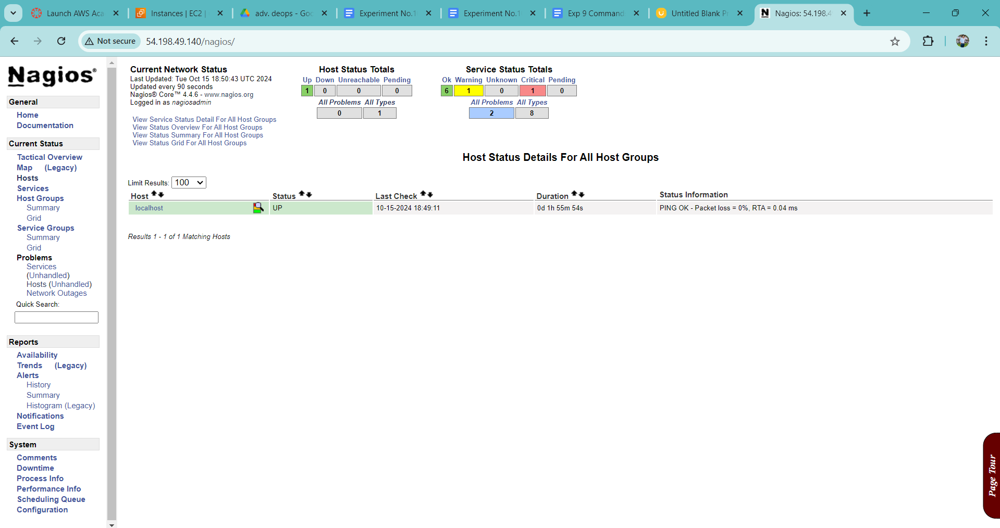 Launch AWS Aca
Instances | EC2 |
adv. deops - Goo
Experiment No.1
Experiment No.1
Exp 9 Command
Untitled Blank Pr
Nagios: 54.198.4
Not secure
54.198.49.140/nagios/
Nagios®
General
Home
Documentation
Current Status
Tactical Overview
Map (Legacy)
Hosts
Services
Host Groups
Summary
Grid
Service Groups
Summary
Grid
Problems
Services
(Unhandled)
Hosts (Unhandled)
Network Outages
Quick Search:
Reports
Availability
Trends (Legacy)
Alerts
History
Summary
Histogram (Legacy)
Notifications
Event Log
System
Comments
Downtime
Process Info
Performance Info
Scheduling Queue
Configuration
Current Network Status
Last Updated: Tue Oct 15 18:50:43 UTC 2024
Updated every 90 seconds
Nagios® Core™ 4.4.6 - www.nagios.org
Logged in as nagiosadmin
View Service Status Detail For All Host Groups
View Status Overview For All Host Groups
View Status Summary For All Host Groups
View Status Grid For All Host Groups
Host Status Totals
Up Down Unreachable Pending
1 0 0 0
All Problems All Types
0 1
Service Status Totals
Ok Warning Unknown Critical Pending
6 1 0 1 0
All Problems All Types
2 8
Host Status Details For All Host Groups
Limit Results: 100
Host Status Last Check Duration Status Information
localhost UP 10-15-2024 18:49:11 0d 1h 55m 54s PING OK - Packet loss = 0%, RTA = 0.04 ms
Results 1 - 1 of 1 Matching Hosts
Page Tour